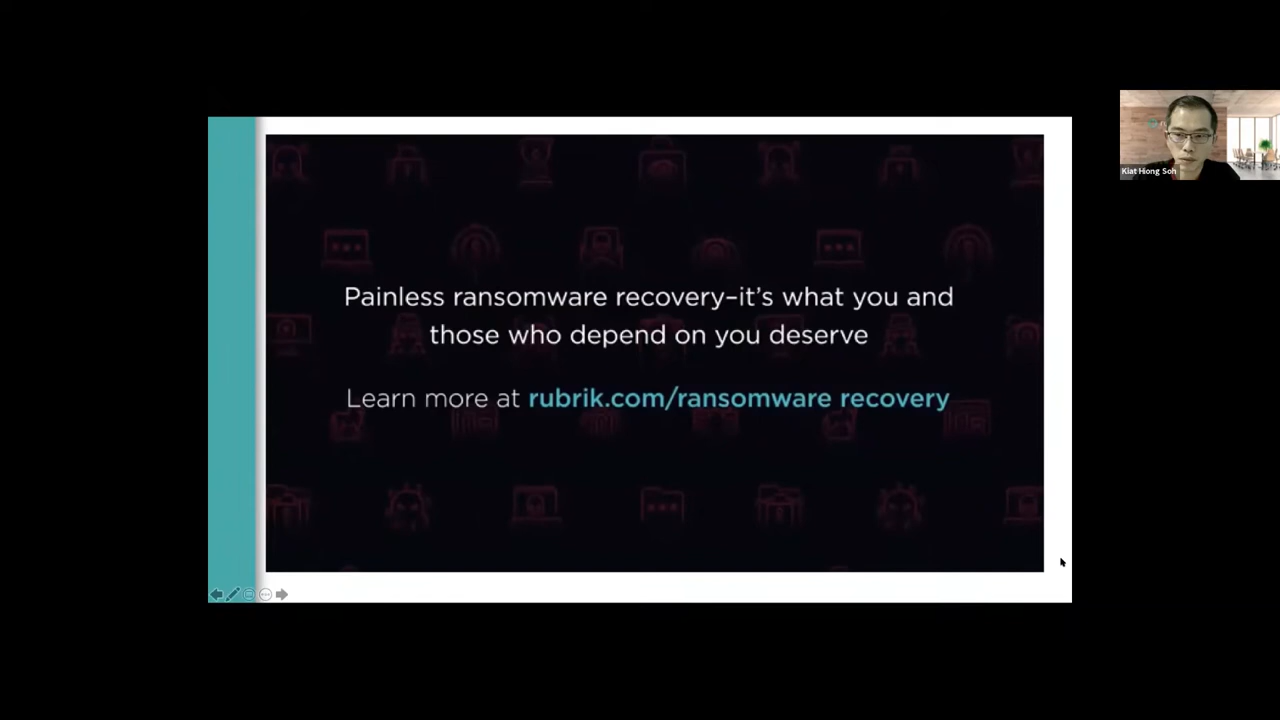 Painless ransomware recovery–it's what you and
those who depend on you deserve
Learn more at rubrik.com/ransomware recovery
Kiat Hiong Soh